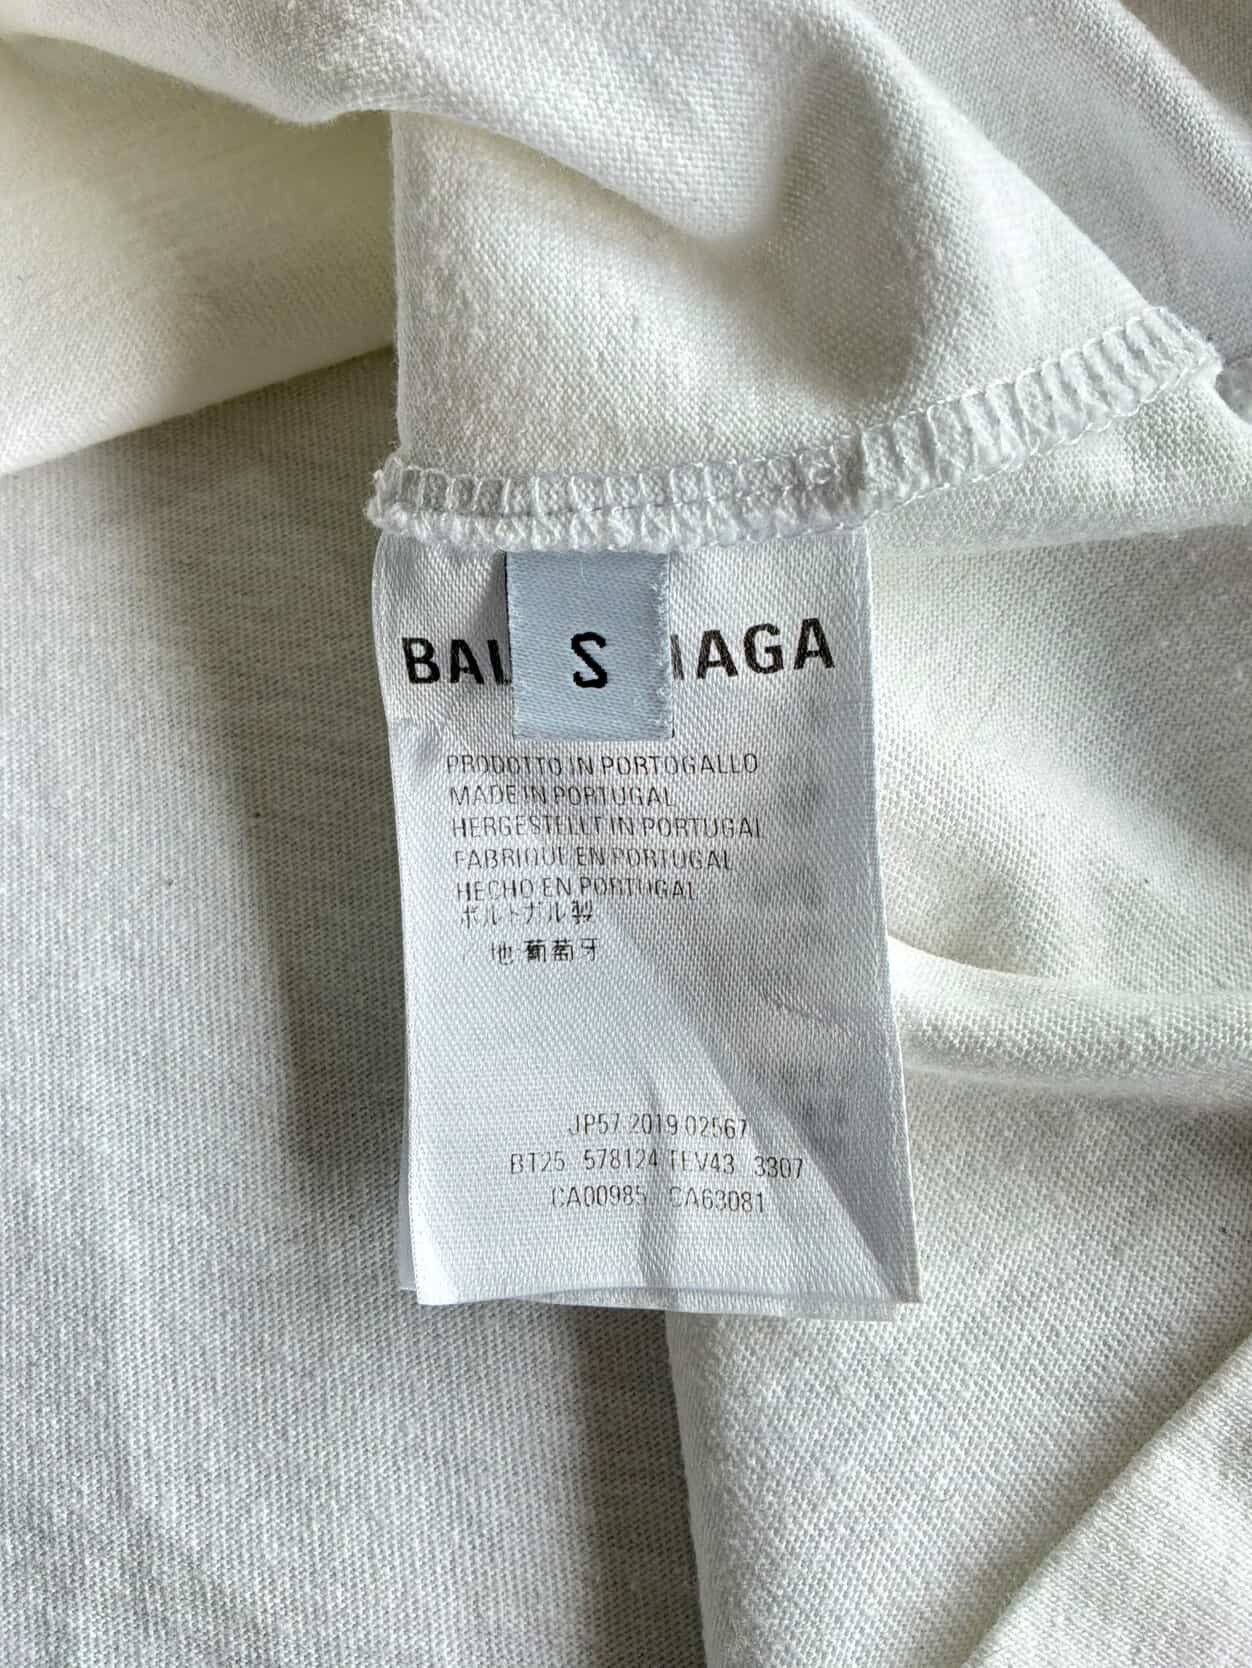 BAL S IAGA
PRODOTTO IN PORTOGALLO
MADE IN PORTUGAL
HERGESTELLT IN PORTUGAL
FABRIQUE EN PORTUGAL
HECHO EN PORTUGAL
ポルトガル製
地 葡萄牙
JP57 2019 02567
BT25 578124 TEV43 3307
CA00985 CA63081